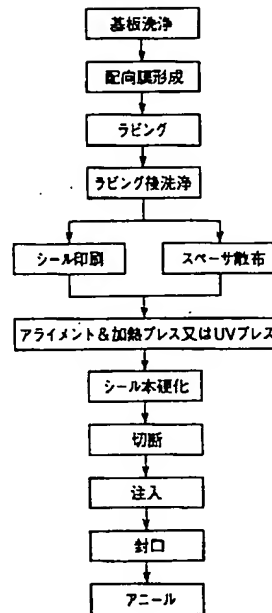 基板洗浄
配向膜形成
ラビング
ラビング後洗浄
シール印刷
スペーサ散布
アライメント&加熱プレス又はUVプレス
シール本硬化
切断
注入
封口
アニール